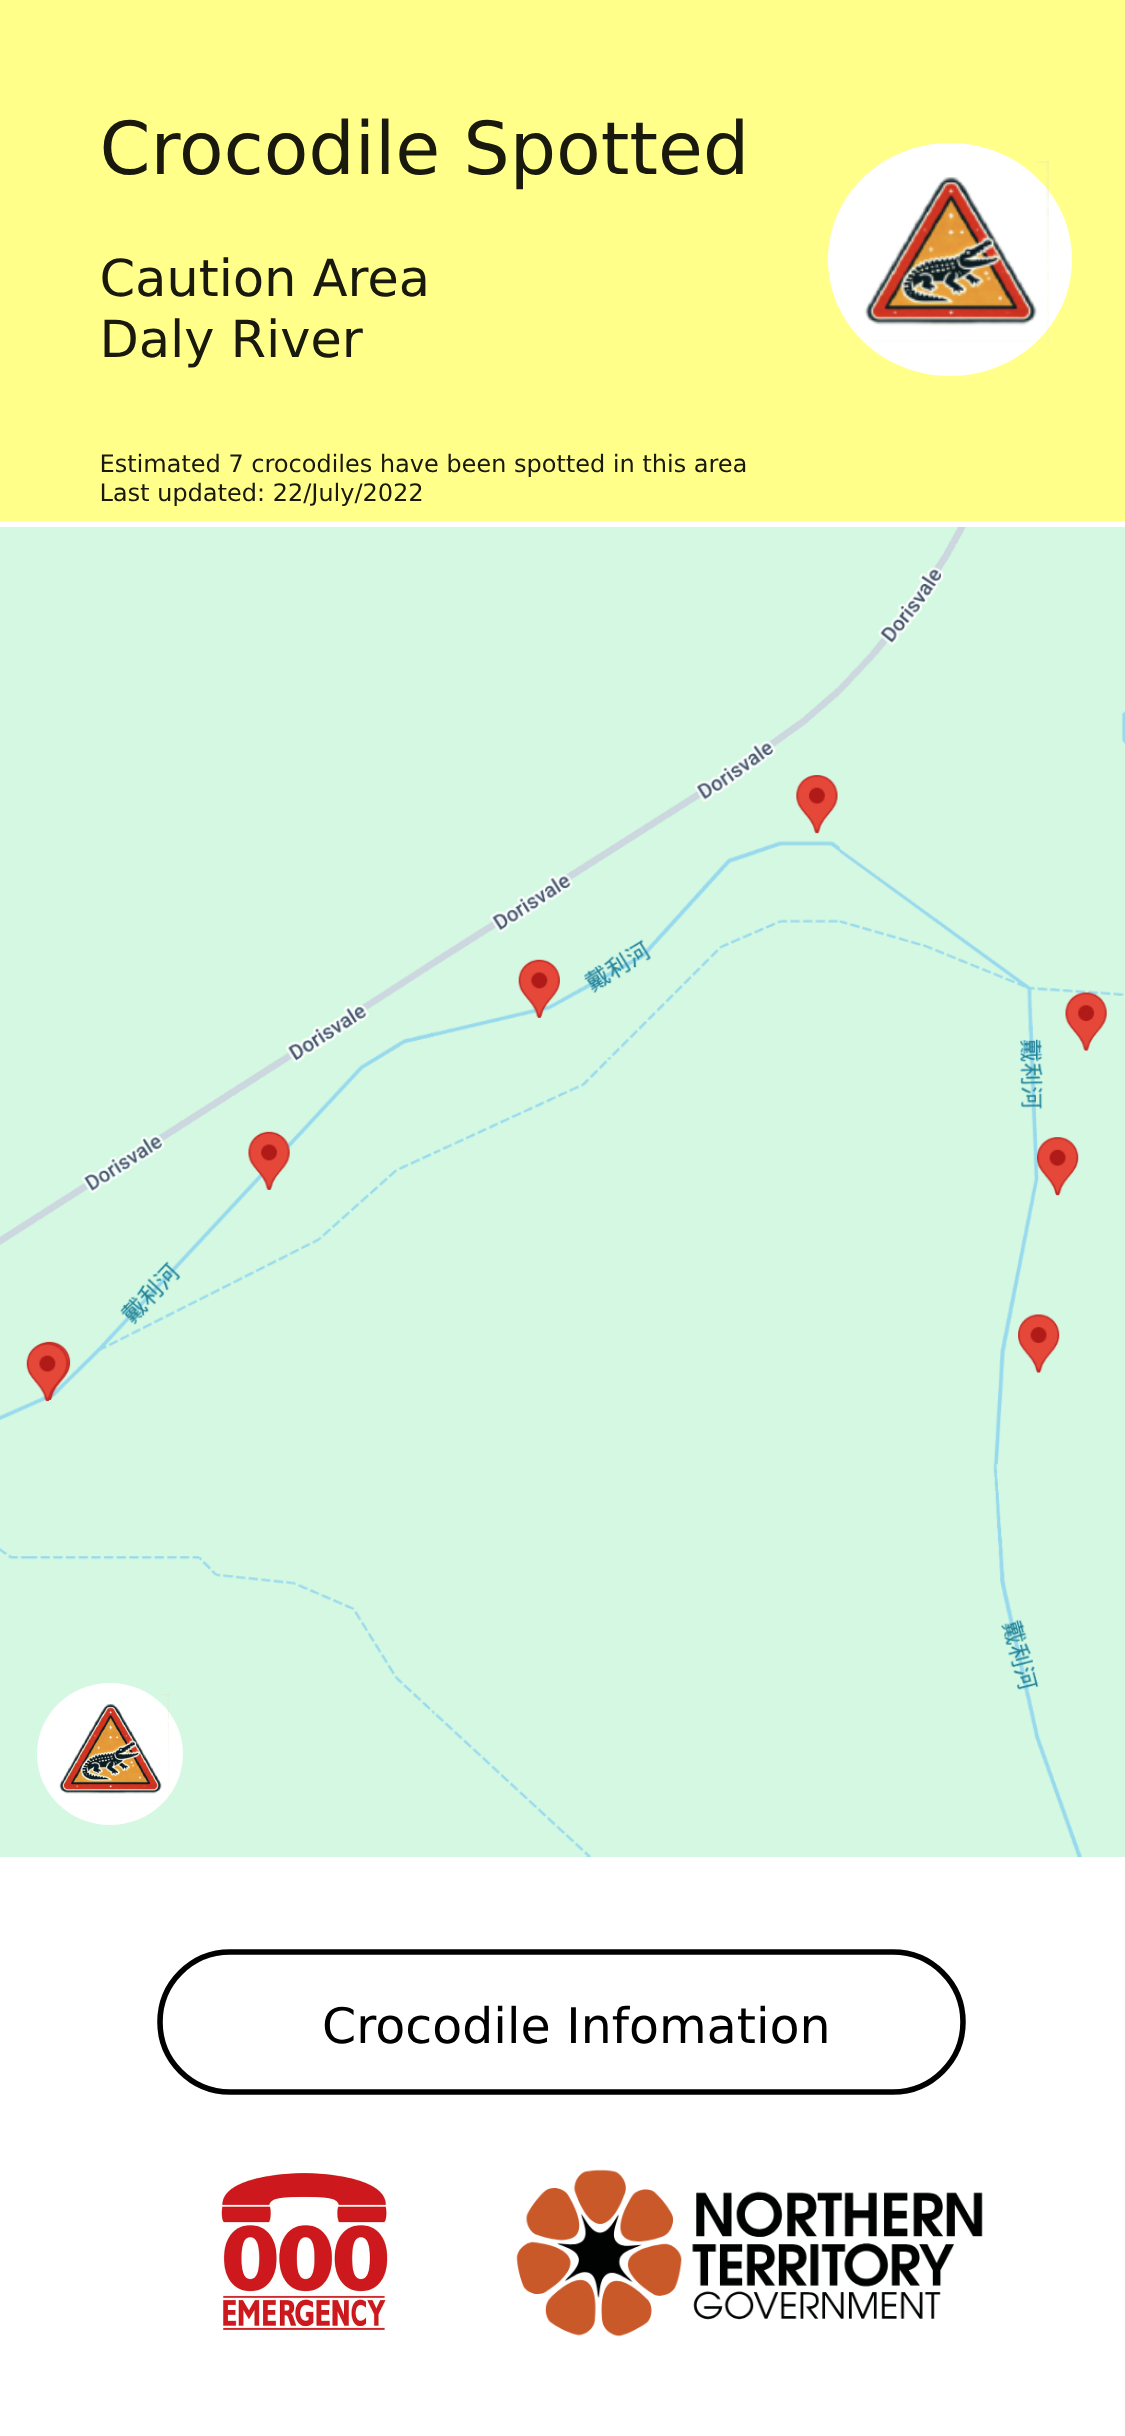 Crocodile Spotted
Caution Area
Daly River
Estimated 7 crocodiles have been spotted in this area
Last updated: 22/July/2022
Dorisvale
Dorisvale
Dorisvale
戴利河
Dorisvale
戴利河
Dorisvale
戴利河
戴利河
Crocodile Infomation
000
EMERGENCY
NORTHERN
TERRITORY
GOVERNMENT